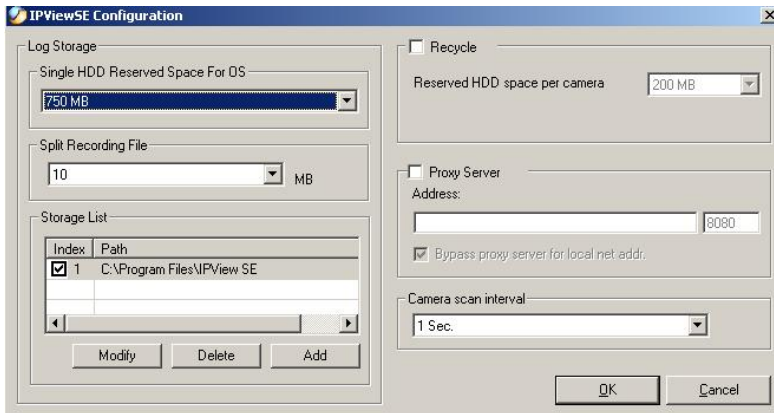 IPViewSE Configuration
Log Storage
Single HDD Reserved Space For OS
750 MB
Split Recording File
10 MB
Storage List
Index Path
1 C:\Program Files\IPView SE
Modify Delete Add
Recycle
Reserved HDD space per camera 200 MB
Proxy Server
Address:
8080
Bypass proxy server for local net addr.
Camera scan interval
1 Sec.
OK Cancel